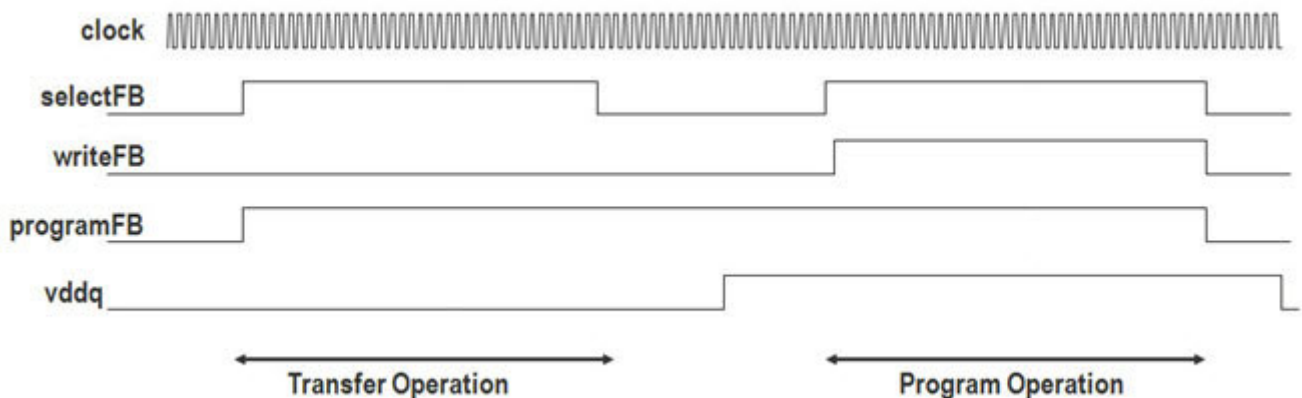 clock
selectFB
writeFB
programFB
vddq
Transfer Operation
Program Operation